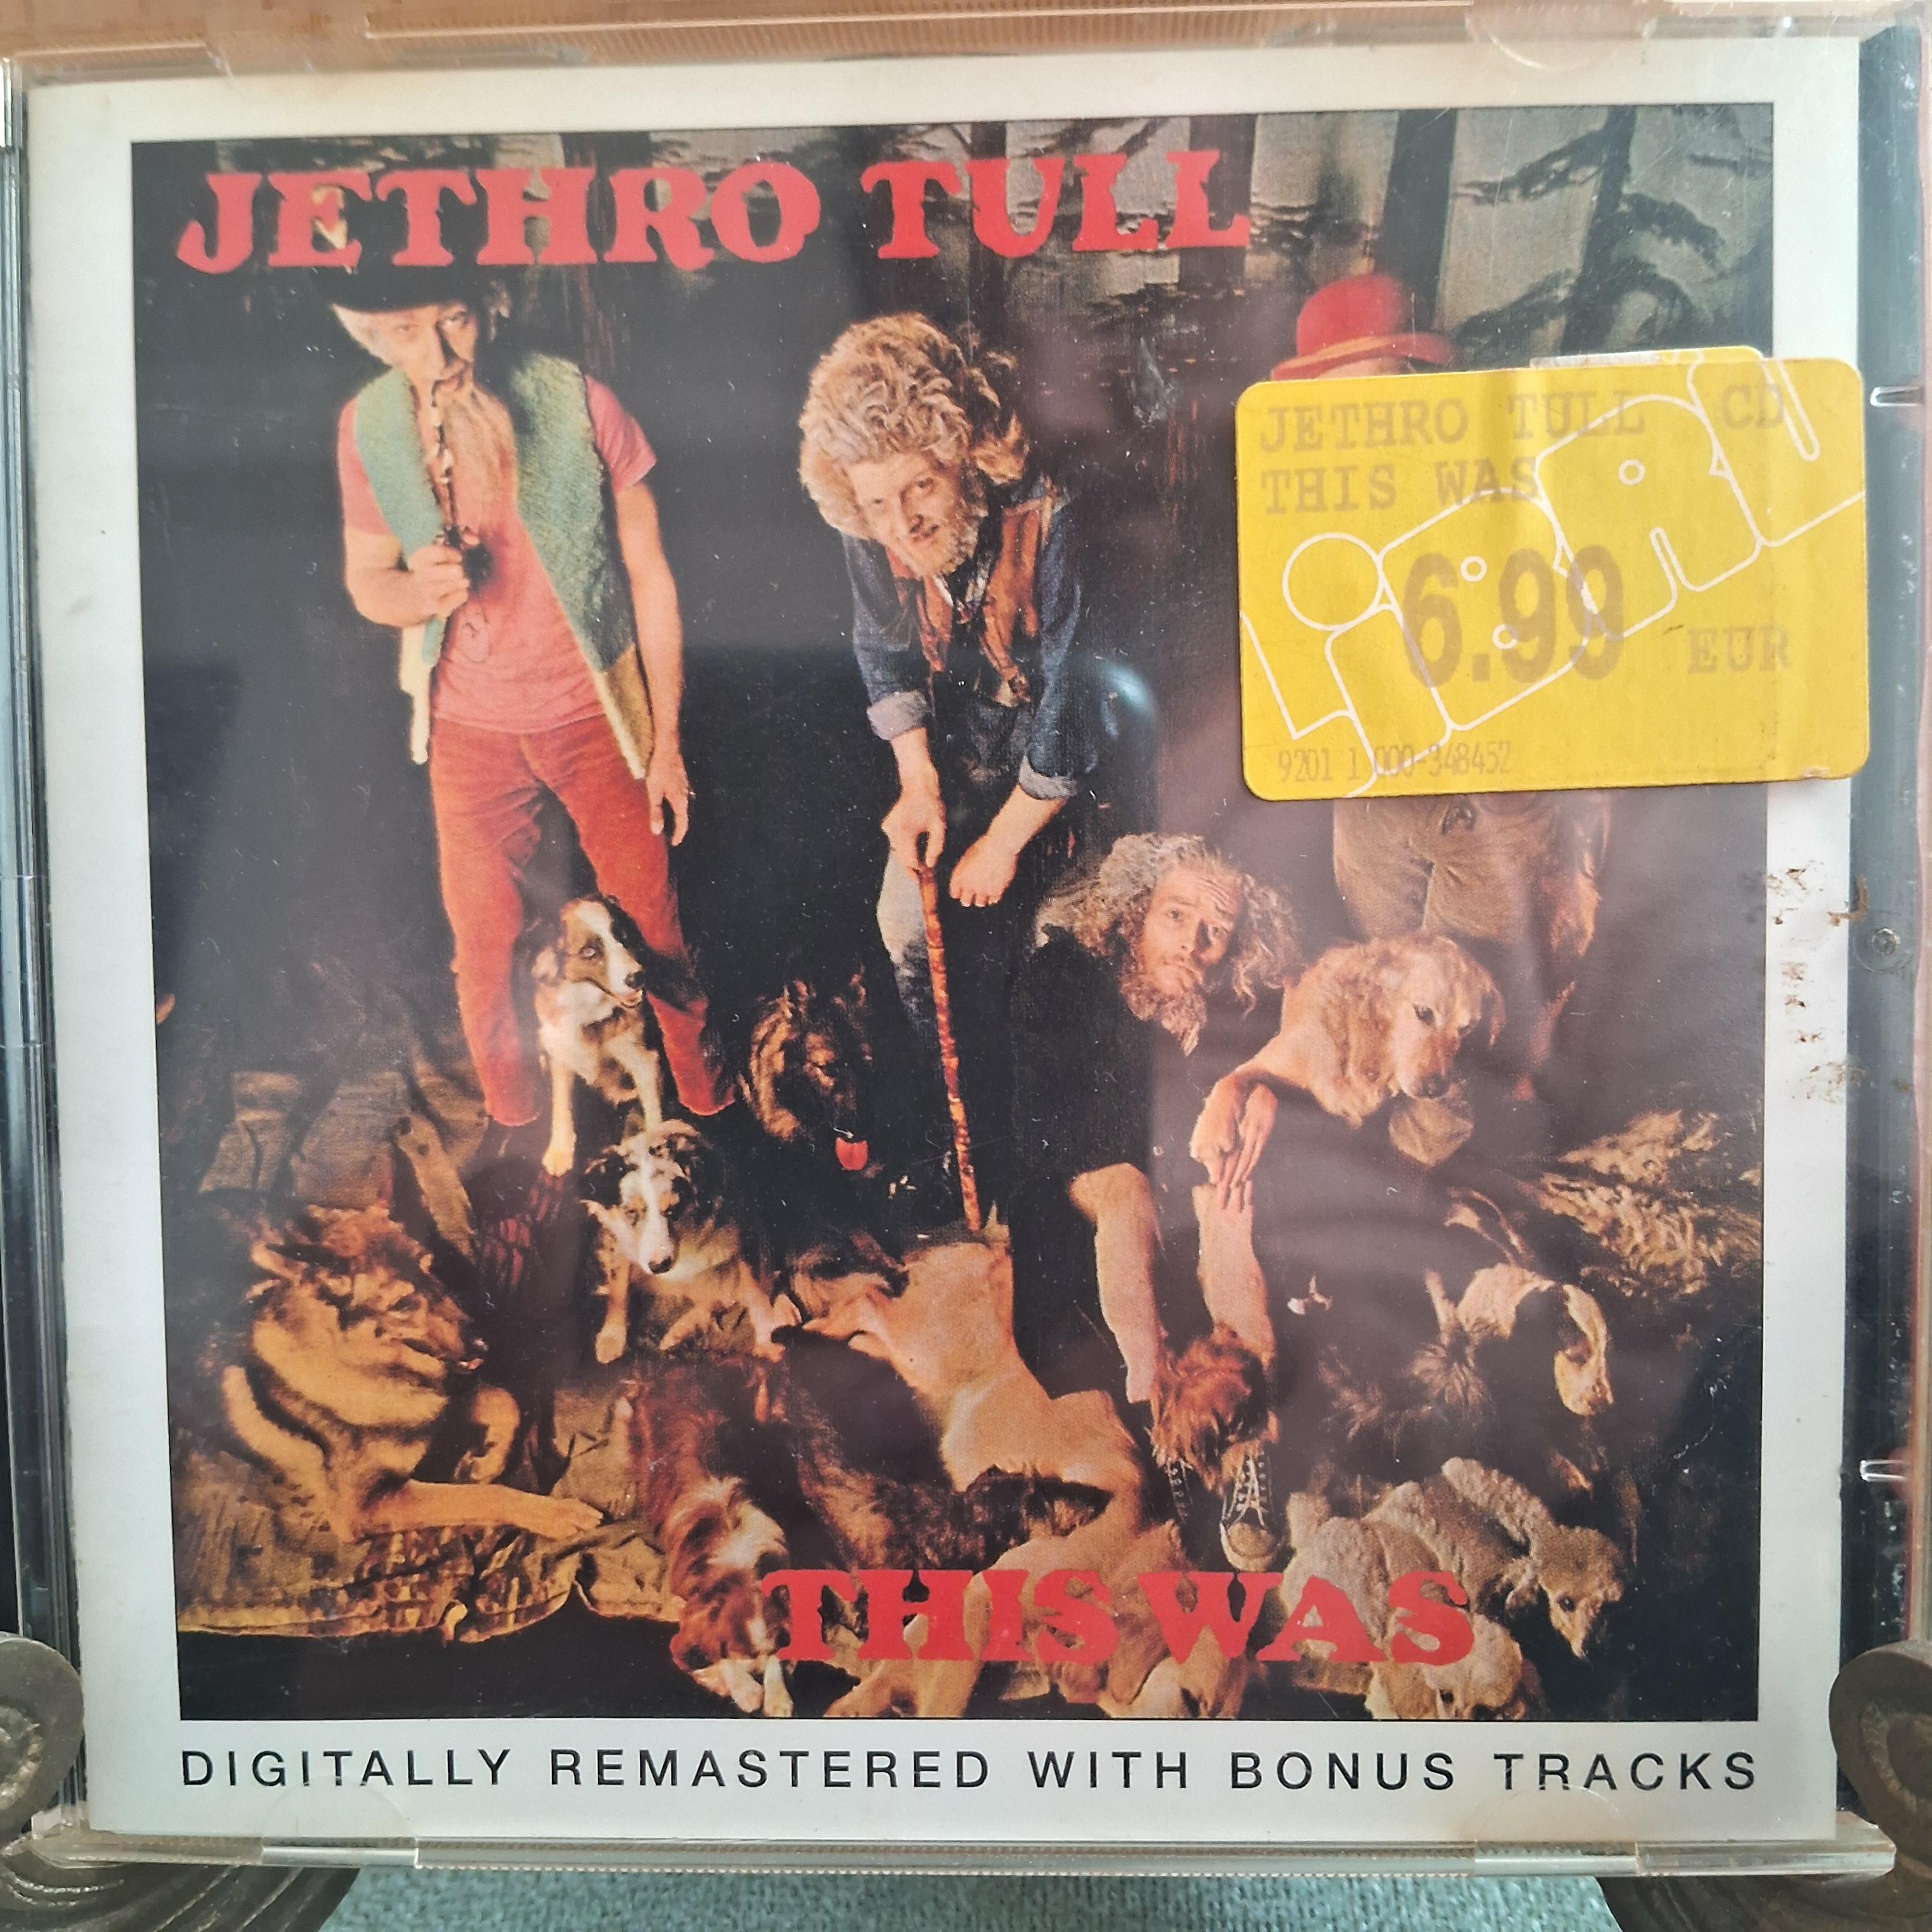 JETHRO TULL
JETHRO TULL CD
THIS WAS
LIBRO
6.99 EUR
9201 1 000-348452
THIS WAS
DIGITALLY REMASTERED WITH BONUS TRACKS